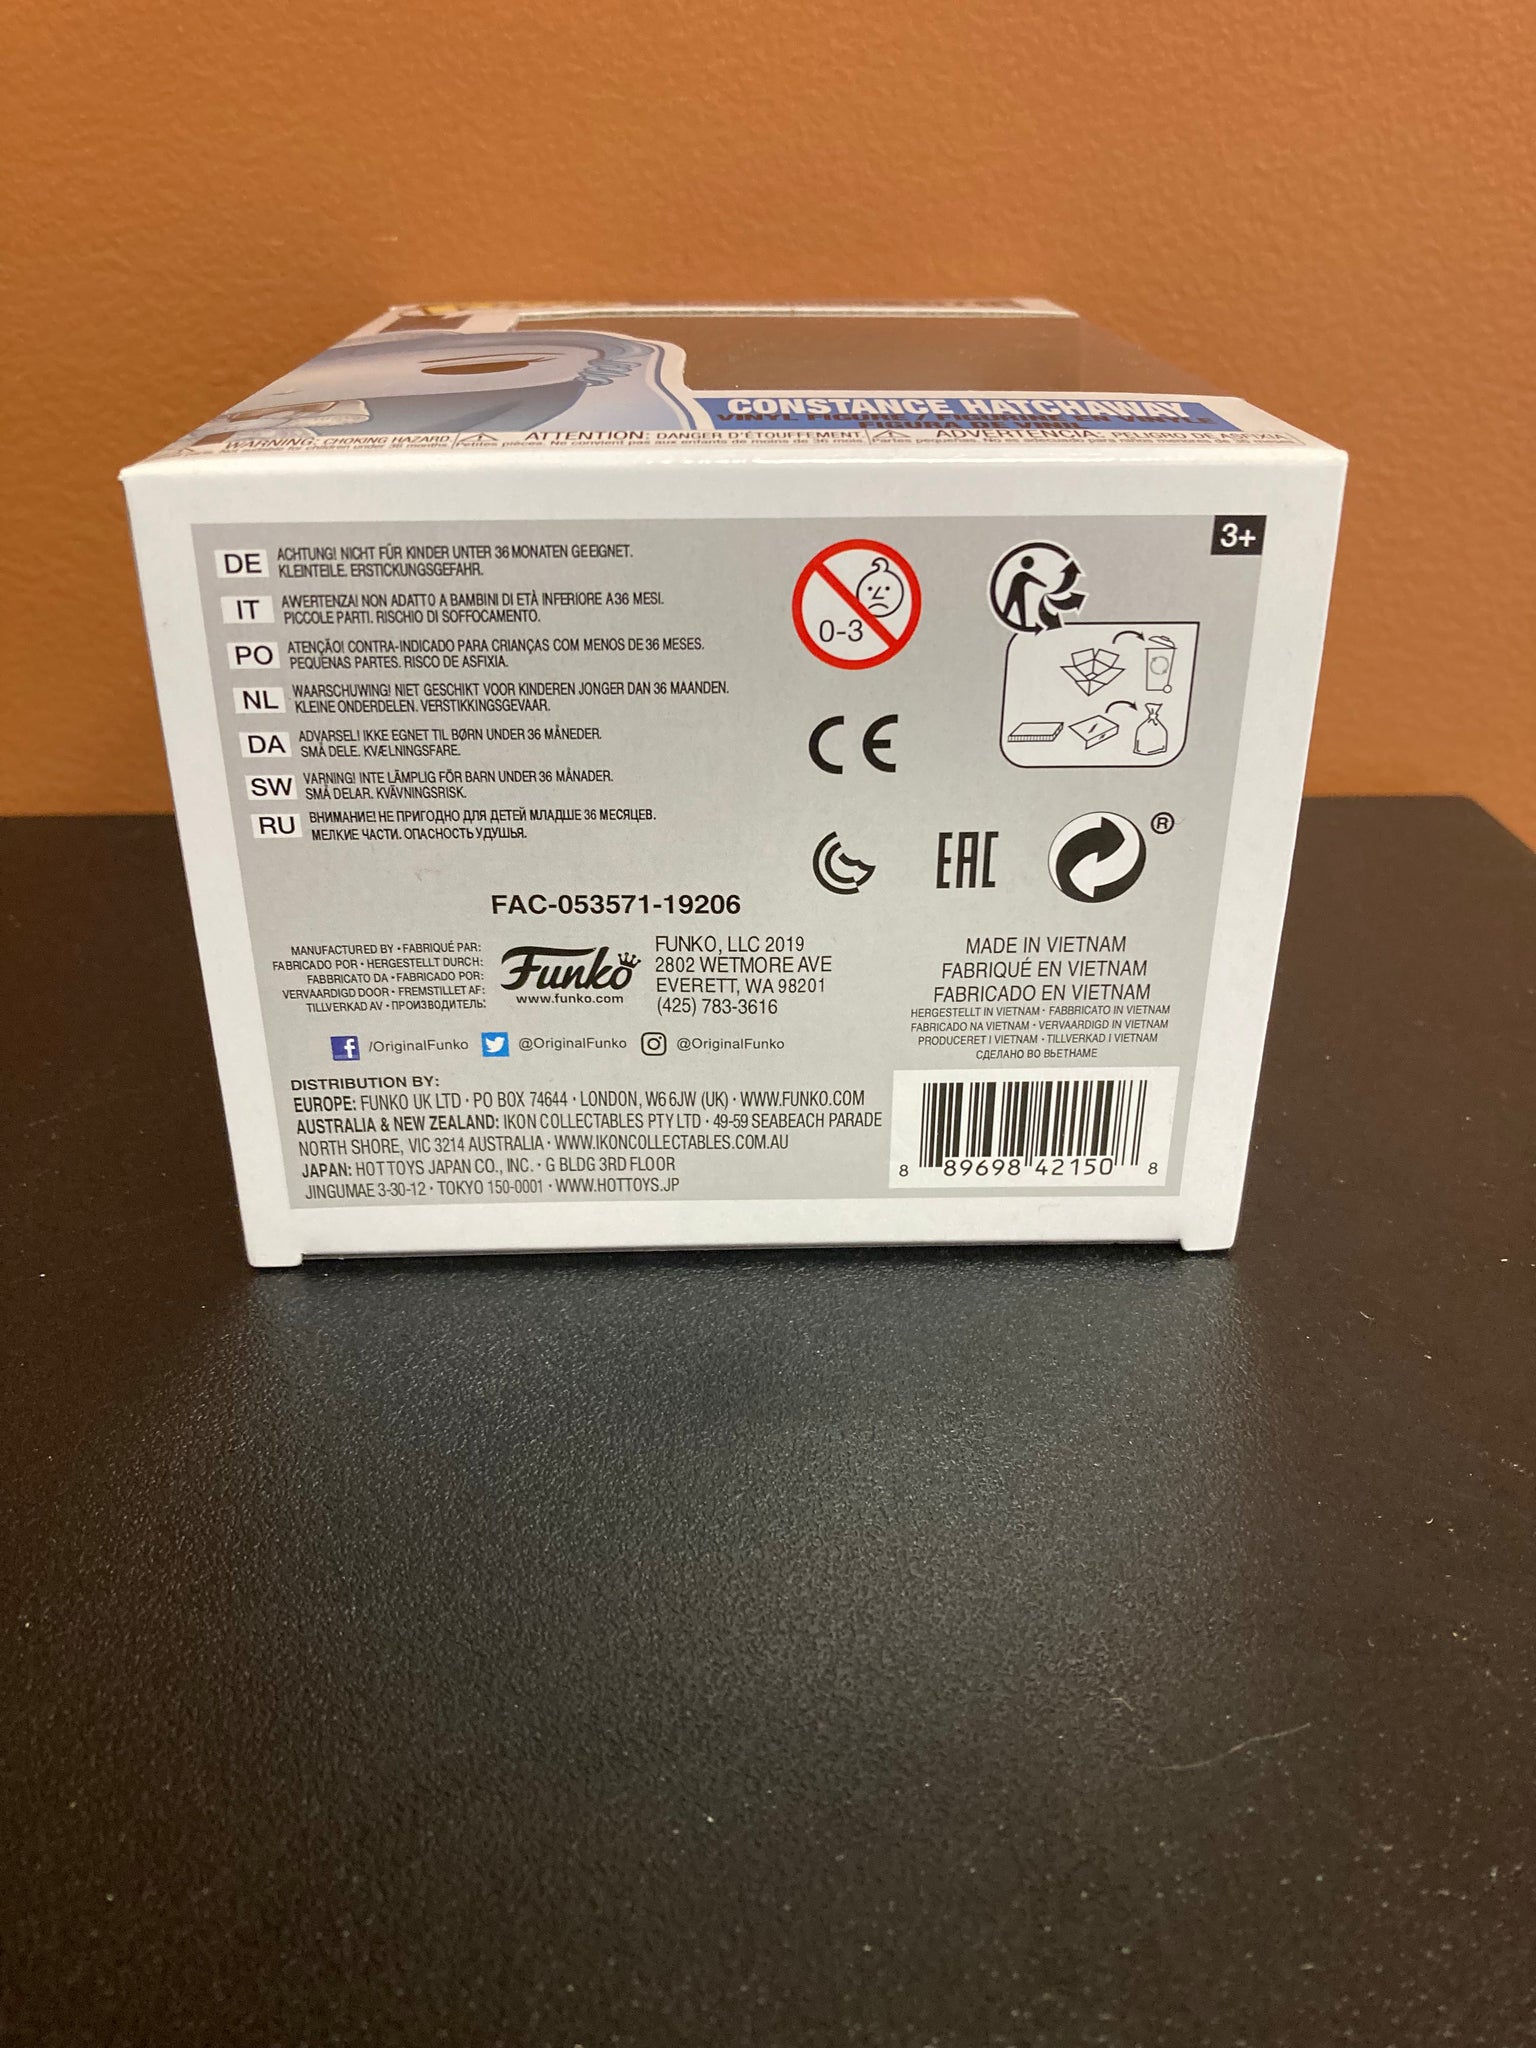 CONSTANCE HATCHAWAY
VINYL FIGURE / FIGURINE EN VINYLE
FIGURA DE VINIL
WARNING: CHOKING HAZARD. ATTENTION: DANGER D'ÉTOUFFEMENT. ADVERTENCIA: PELIGRO DE ASFIXIA
3+
DE ACHTUNG! NICHT FÜR KINDER UNTER 36 MONATEN GEEIGNET.
KLEINTEILE. ERSTICKUNGSGEFAHR.
IT AWERTENZA! NON ADATTO A BAMBINI DI ETÀ INFERIORE A 36 MESI.
PICCOLE PARTI. RISCHIO DI SOFFOCAMENTO.
PO ATENÇÃO! CONTRA-INDICADO PARA CRIANÇAS COM MENOS DE 36 MESES.
PEQUENAS PARTES. RISCO DE ASFIXIA.
NL WAARSCHUWING! NIET GESCHIKT VOOR KINDEREN JONGER DAN 36 MAANDEN.
KLEINE ONDERDELEN. VERSTIKKINGSGEVAAR.
DA ADVARSEL! IKKE EGNET TIL BØRN UNDER 36 MÅNEDER.
SMÅ DELE. KVÆLNINGSFARE.
SW VARNING! INTE LÄMPLIG FÖR BARN UNDER 36 MÅNADER.
SMÅ DELAR. KVÄVNINGSRISK.
RU ВНИМАНИЕ! НЕ ПРИГОДНО ДЛЯ ДЕТЕЙ МЛАДШЕ 36 МЕСЯЦЕВ.
МЕЛКИЕ ЧАСТИ. ОПАСНОСТЬ УДУШЬЯ.
0-3
CE
EAC
®
FAC-053571-19206
MANUFACTURED BY • FABRIQUÉ PAR:
FABRICADO POR • HERGESTELLT DURCH:
FABBRICATO DA • FABRICADO POR:
VERVAARDIGD DOOR • FREMSTILLET AF:
TILLVERKAD AV • ПРОИЗВОДИТЕЛЬ:
Funko
www.funko.com
FUNKO, LLC 2019
2802 WETMORE AVE
EVERETT, WA 98201
(425) 783-3616
MADE IN VIETNAM
FABRIQUÉ EN VIETNAM
FABRICADO EN VIETNAM
HERGESTELLT IN VIETNAM • FABBRICATO IN VIETNAM
FABRICADO NA VIETNAM • VERVAARDIGD IN VIETNAM
PRODUCERET I VIETNAM • TILLVERKAD I VIETNAM
СДЕЛАНО ВО ВЬЕТНАМЕ
f /OriginalFunko @OriginalFunko @OriginalFunko
DISTRIBUTION BY:
EUROPE: FUNKO UK LTD • PO BOX 74644 • LONDON, W6 6JW (UK) • WWW.FUNKO.COM
AUSTRALIA & NEW ZEALAND: IKON COLLECTABLES PTY LTD • 49-59 SEABEACH PARADE
NORTH SHORE, VIC 3214 AUSTRALIA • WWW.IKONCOLLECTABLES.COM.AU
JAPAN: HOT TOYS JAPAN CO., INC. • G BLDG 3RD FLOOR
JINGUMAE 3-30-12 • TOKYO 150-0001 • WWW.HOTTOYS.JP
8 89698 42150 8